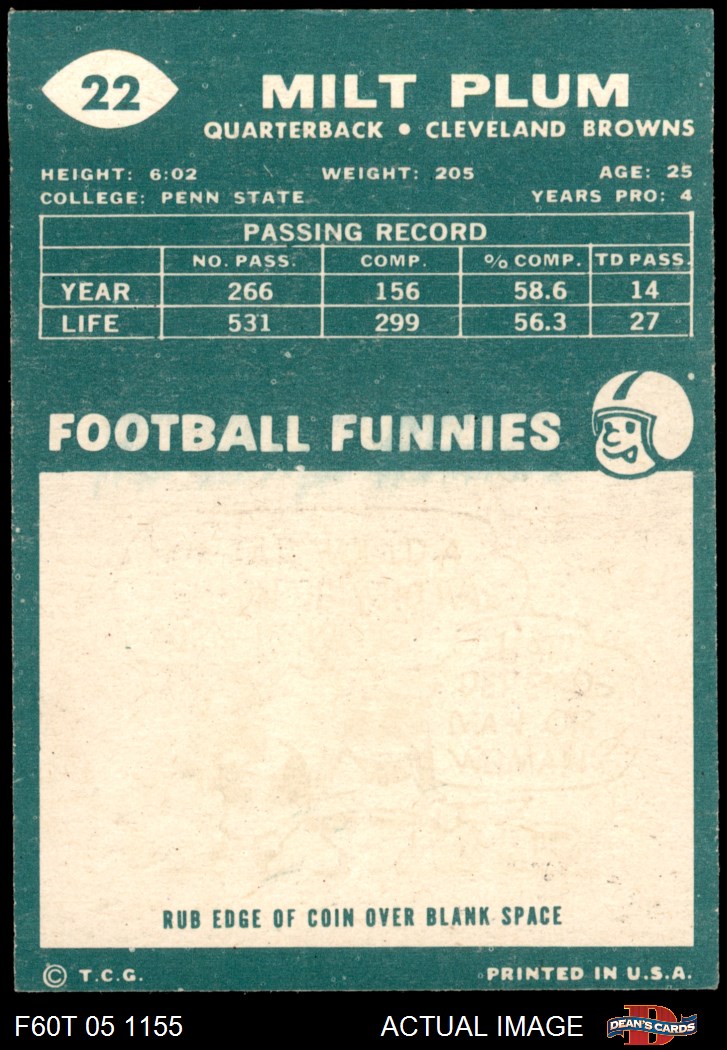 22
MILT PLUM
QUARTERBACK • CLEVELAND BROWNS
HEIGHT: 6:02 WEIGHT: 205 AGE: 25
COLLEGE: PENN STATE YEARS PRO: 4
PASSING RECORD
NO. PASS. COMP. % COMP. TD PASS.
YEAR 266 156 58.6 14
LIFE 531 299 56.3 27
FOOTBALL FUNNIES
RUB EDGE OF COIN OVER BLANK SPACE
© T.C.G. PRINTED IN U.S.A.
F60T 05 1155 ACTUAL IMAGE DEAN'S CARDS